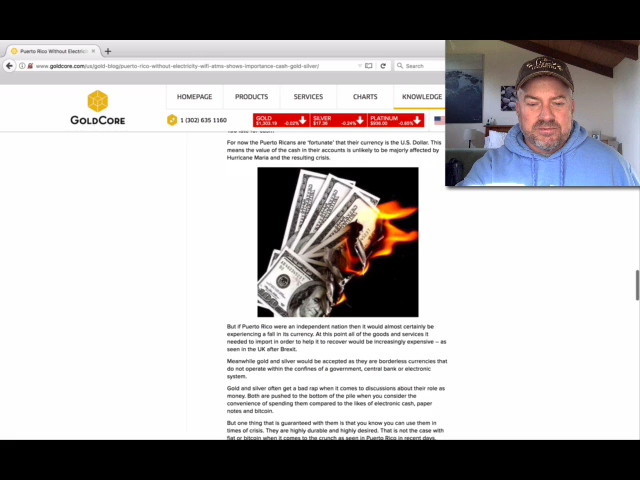 Puerto Rico Without Electricit
www.goldcore.com/us/gold-blog/puerto-rico-without-electricity-wifi-atms-shows-importance-cash-gold-silver/
Search
GOLDCORE
HOMEPAGE
PRODUCTS
SERVICES
CHARTS
KNOWLEDGE
1 (302) 635 1160
GOLD
-0.02%
SILVER
$17.36
-0.24%
PLATINUM
For now the Puerto Ricans are 'fortunate' that their currency is the U.S. Dollar. This
means the value of the cash in their accounts is unlikely to be majorly affected by
Hurricane Maria and the resulting crisis.
But if Puerto Rico were an independent nation then it would almost certainly be
experiencing a fall in its currency. At this point all of the goods and services it
needed to import in order to help it to recover would be increasingly expensive – as
seen in the UK after Brexit.
Meanwhile gold and silver would be accepted as they are borderless currencies that
do not operate within the confines of a government, central bank or electronic
system.
Gold and silver often get a bad rap when it comes to discussions about their role as
money. Both are pushed to the bottom of the pile when you consider the
convenience of spending them compared to the likes of electronic cash, paper
notes and bitcoin.
But one thing that is guaranteed with them is that you know you can use them in
times of crisis. They are highly durable and highly desired. That is not the case with
fiat or bitcoin when it comes to the crunch as seen in Puerto Rico in recent days.